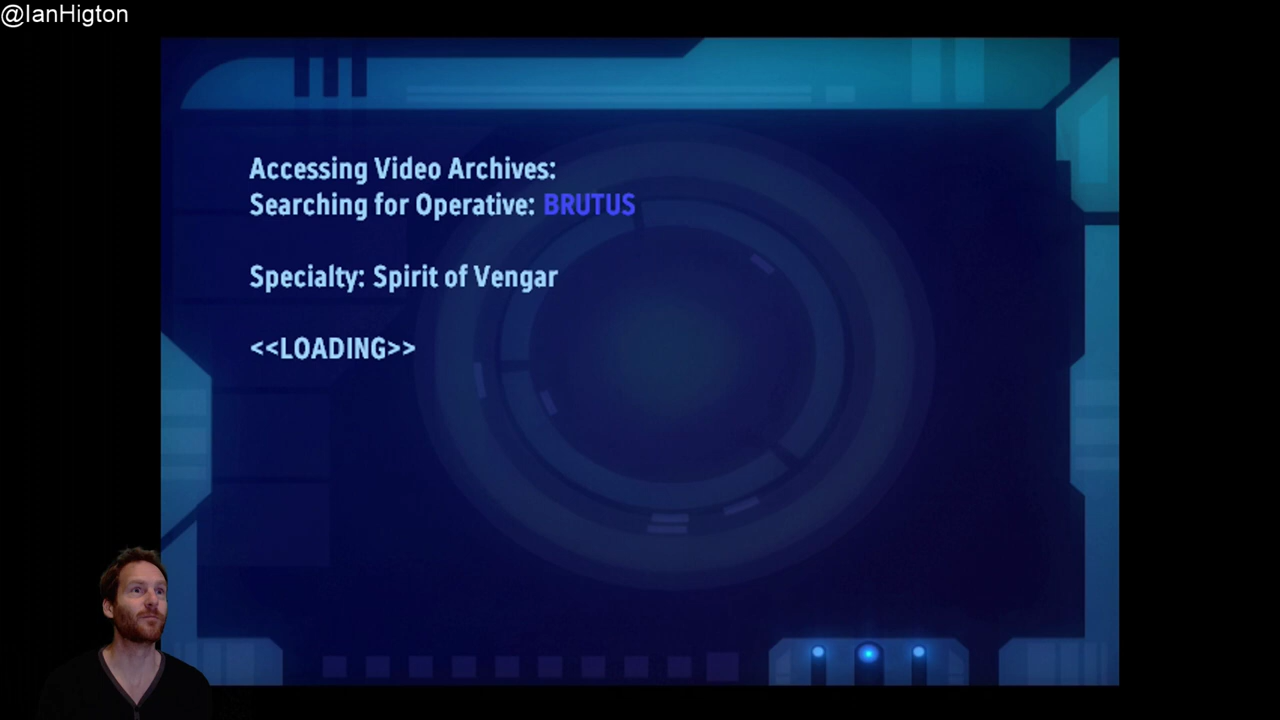 @IanHigton
Accessing Video Archives:
Searching for Operative: BRUTUS
Specialty: Spirit of Vengar
<<LOADING>>